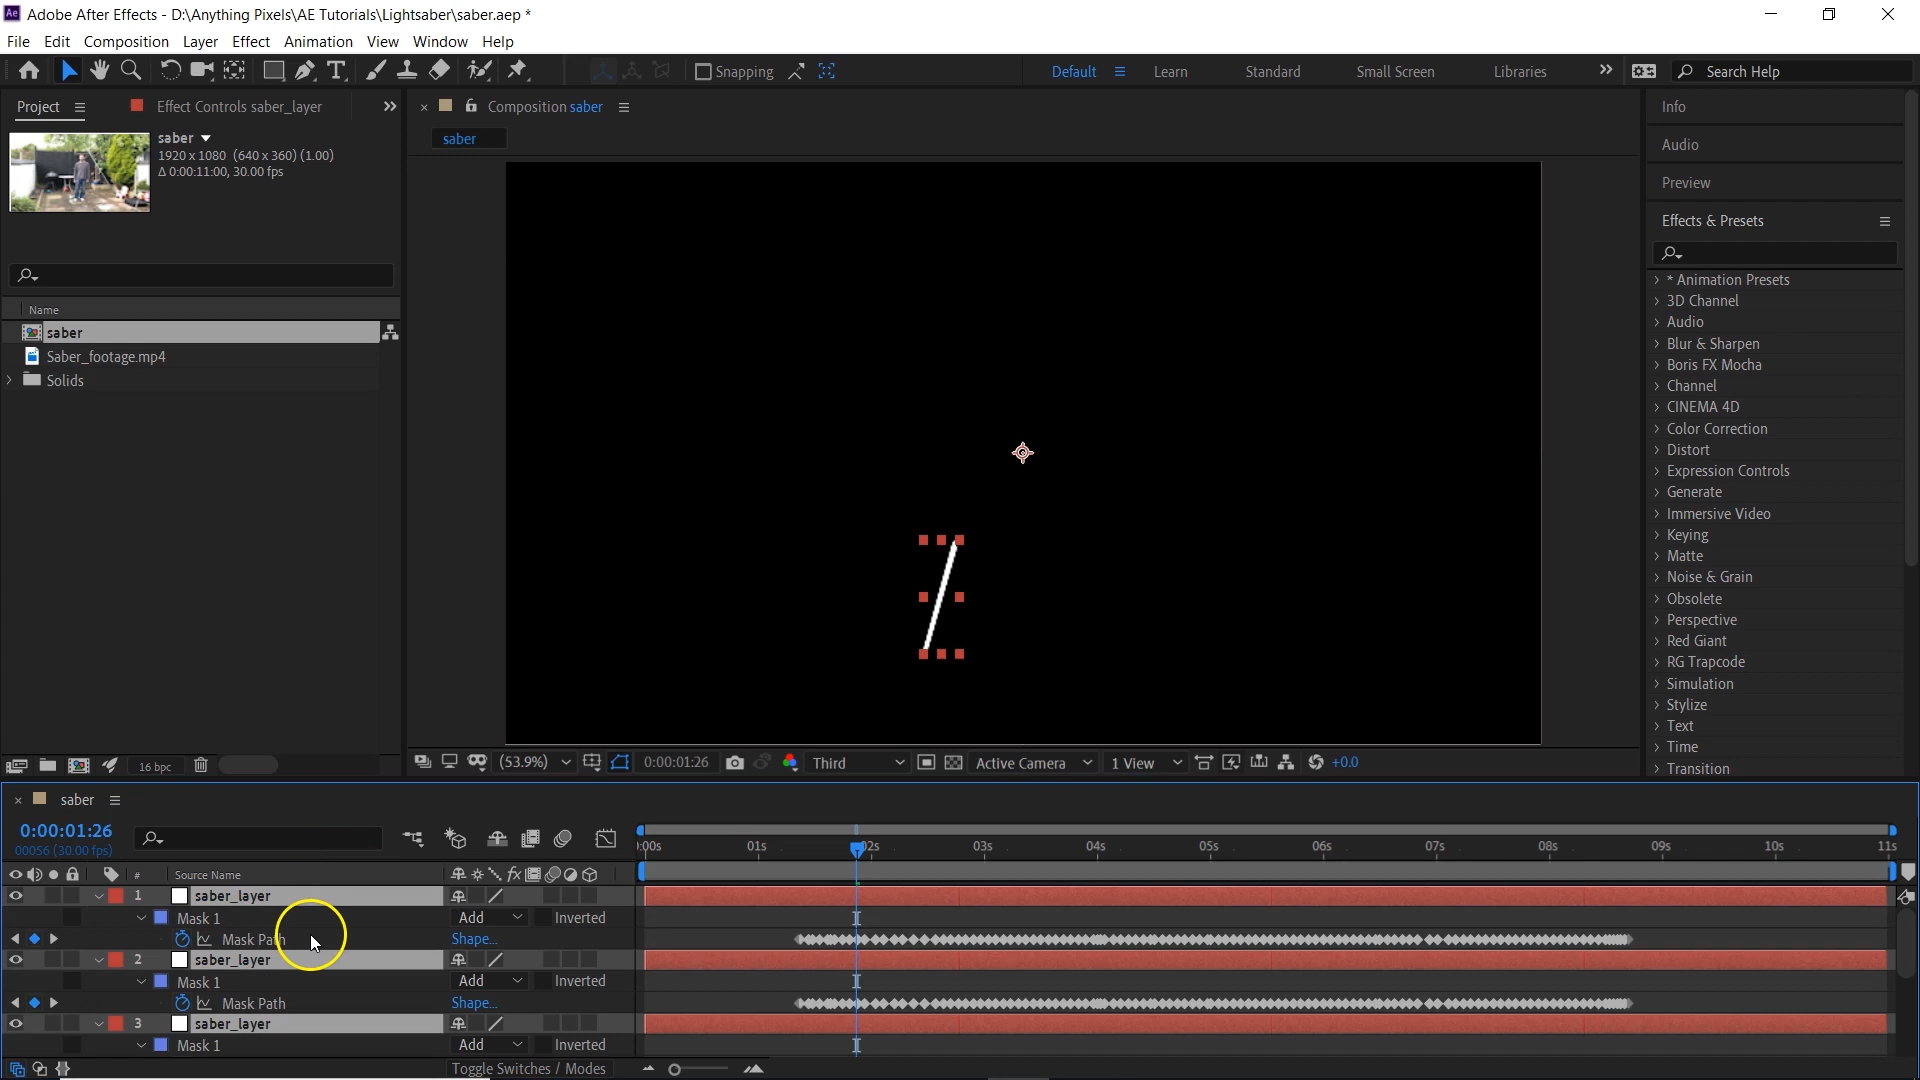 Ae Adobe After Effects - D:\Anything Pixels\AE Tutorials\Lightsaber\saber.aep *
File Edit Composition Layer Effect Animation View Window Help
Snapping Default Learn Standard Small Screen Libraries Search Help
Project Effect Controls saber_layer
Composition saber
saber
saber
1920 x 1080 (640 x 360) (1.00)
Δ 0:00:11:00, 30.00 fps
Name
saber
Saber_footage.mp4
Solids
16 bpc
(53.9%) 0:00:01:26 Third Active Camera 1 View +0.0
Info
Audio
Preview
Effects & Presets
* Animation Presets
3D Channel
Audio
Blur & Sharpen
Boris FX Mocha
Channel
CINEMA 4D
Color Correction
Distort
Expression Controls
Generate
Immersive Video
Keying
Matte
Noise & Grain
Obsolete
Perspective
Red Giant
RG Trapcode
Simulation
Stylize
Text
Time
Transition
saber
0:00:01:26
00056 (30.00 fps)
:00s 01s 02s 03s 04s 05s 06s 07s 08s 09s 10s 11s
# Source Name fx
1 saber_layer
Mask 1 Add Inverted
Mask Path Shape...
2 saber_layer
Mask 1 Add Inverted
Mask Path Shape...
3 saber_layer
Mask 1 Add Inverted
Toggle Switches / Modes